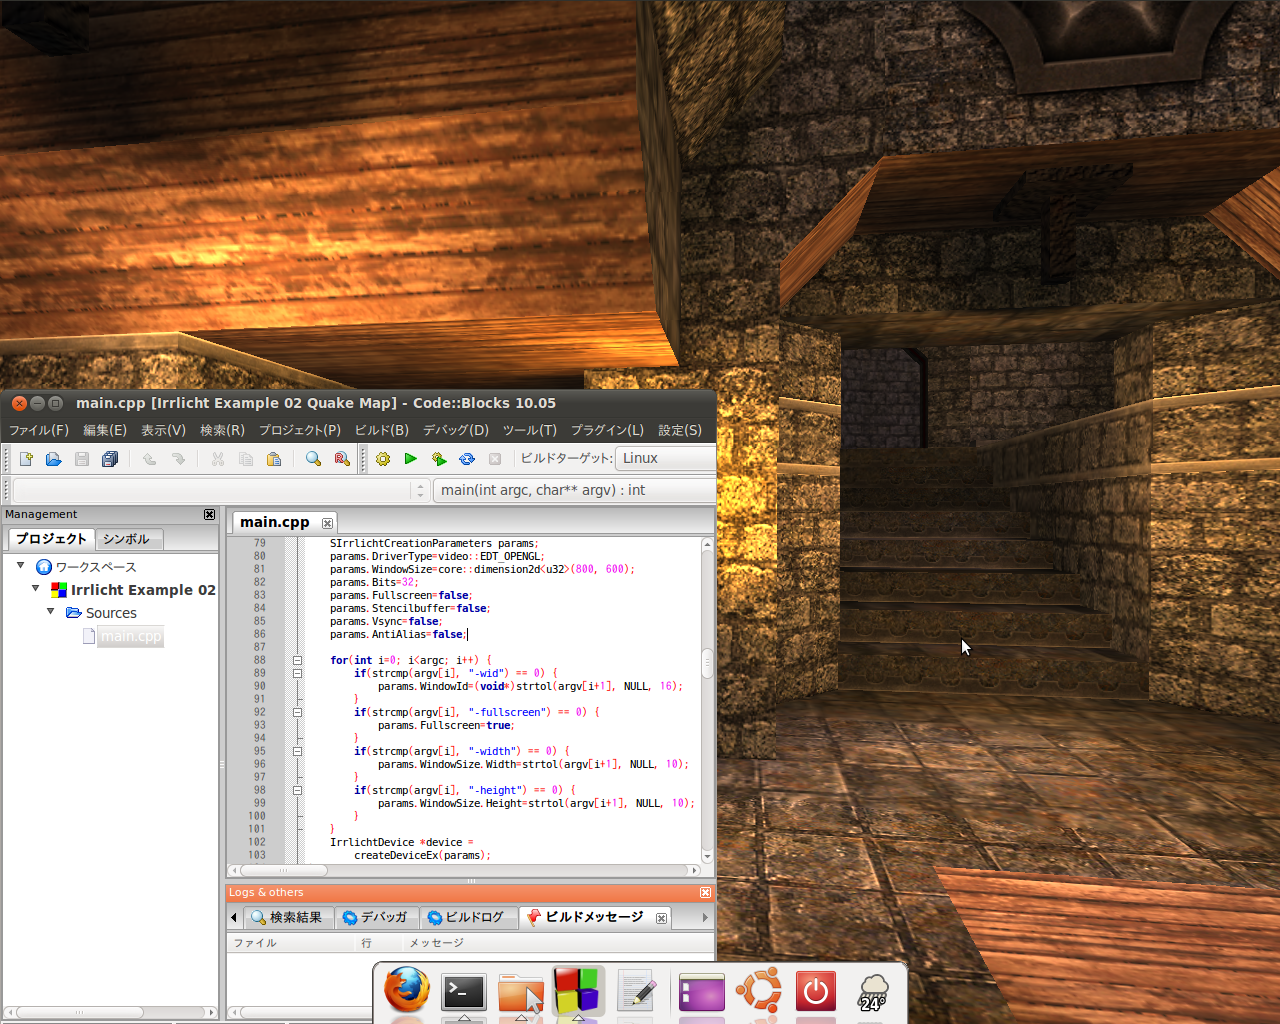 main.cpp [Irrlicht Example 02 Quake Map] - Code::Blocks 10.05
ファイル(F) 編集(E) 表示(V) 検索(R) プロジェクト(P) ビルド(B) デバッグ(D) ツール(T) プラグイン(L) 設定(S)
ビルドターゲット: Linux
main(int argc, char** argv) : int
Management
プロジェクト シンボル
ワークスペース
Irrlicht Example 02
Sources
main.cpp
main.cpp
79 SIrrlichtCreationParameters params;
80 params.DriverType=video::EDT_OPENGL;
81 params.WindowSize=core::dimension2d<u32>(800, 600);
82 params.Bits=32;
83 params.Fullscreen=false;
84 params.Stencilbuffer=false;
85 params.Vsync=false;
86 params.AntiAlias=false;
87
88 for(int i=0; i<argc; i++) {
89 if(strcmp(argv[i], "-wid") == 0) {
90 params.WindowId=(void*)strtol(argv[i+1], NULL, 16);
91 }
92 if(strcmp(argv[i], "-fullscreen") == 0) {
93 params.Fullscreen=true;
94 }
95 if(strcmp(argv[i], "-width") == 0) {
96 params.WindowSize.Width=strtol(argv[i+1], NULL, 10);
97 }
98 if(strcmp(argv[i], "-height") == 0) {
99 params.WindowSize.Height=strtol(argv[i+1], NULL, 10);
100 }
101 }
102 IrrlichtDevice *device =
103 createDeviceEx(params);
Logs & others
検索結果 デバッガ ビルドログ ビルドメッセージ
ファイル 行 メッセージ
24°